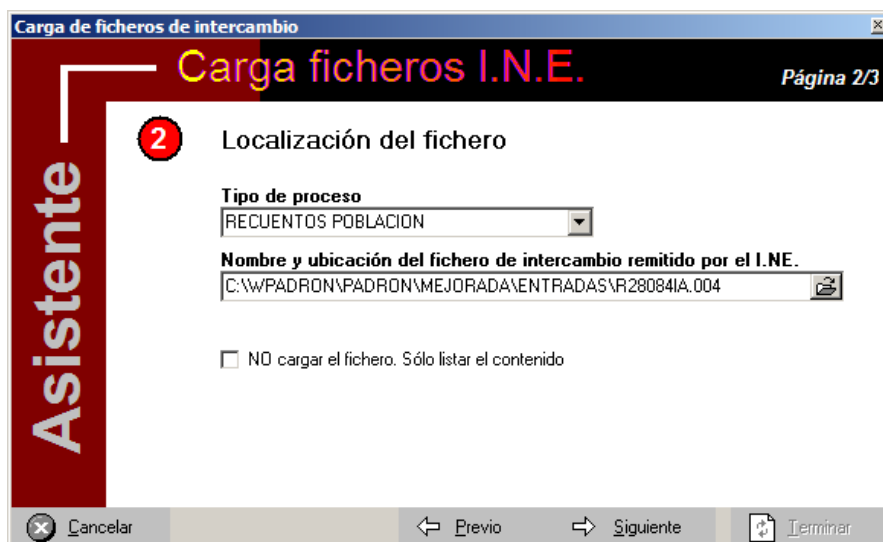 Carga de ficheros de intercambio
Carga ficheros I.N.E.
Página 2/3
Asistente
2 Localización del fichero
Tipo de proceso
RECUENTOS POBLACION
Nombre y ubicación del fichero de intercambio remitido por el I.NE.
C:\WPADRON\PADRON\MEJORADA\ENTRADAS\R28084IA.004
NO cargar el fichero. Sólo listar el contenido
Cancelar Previo Siguiente Terminar